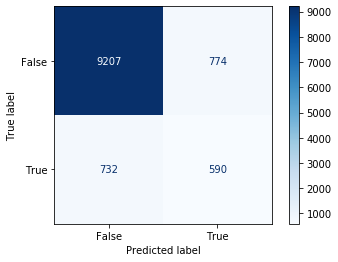 9000
False
9207
774
8000
7000
6000
True label
5000
4000
True
732
590
3000
2000
1000
False
True
Predicted label